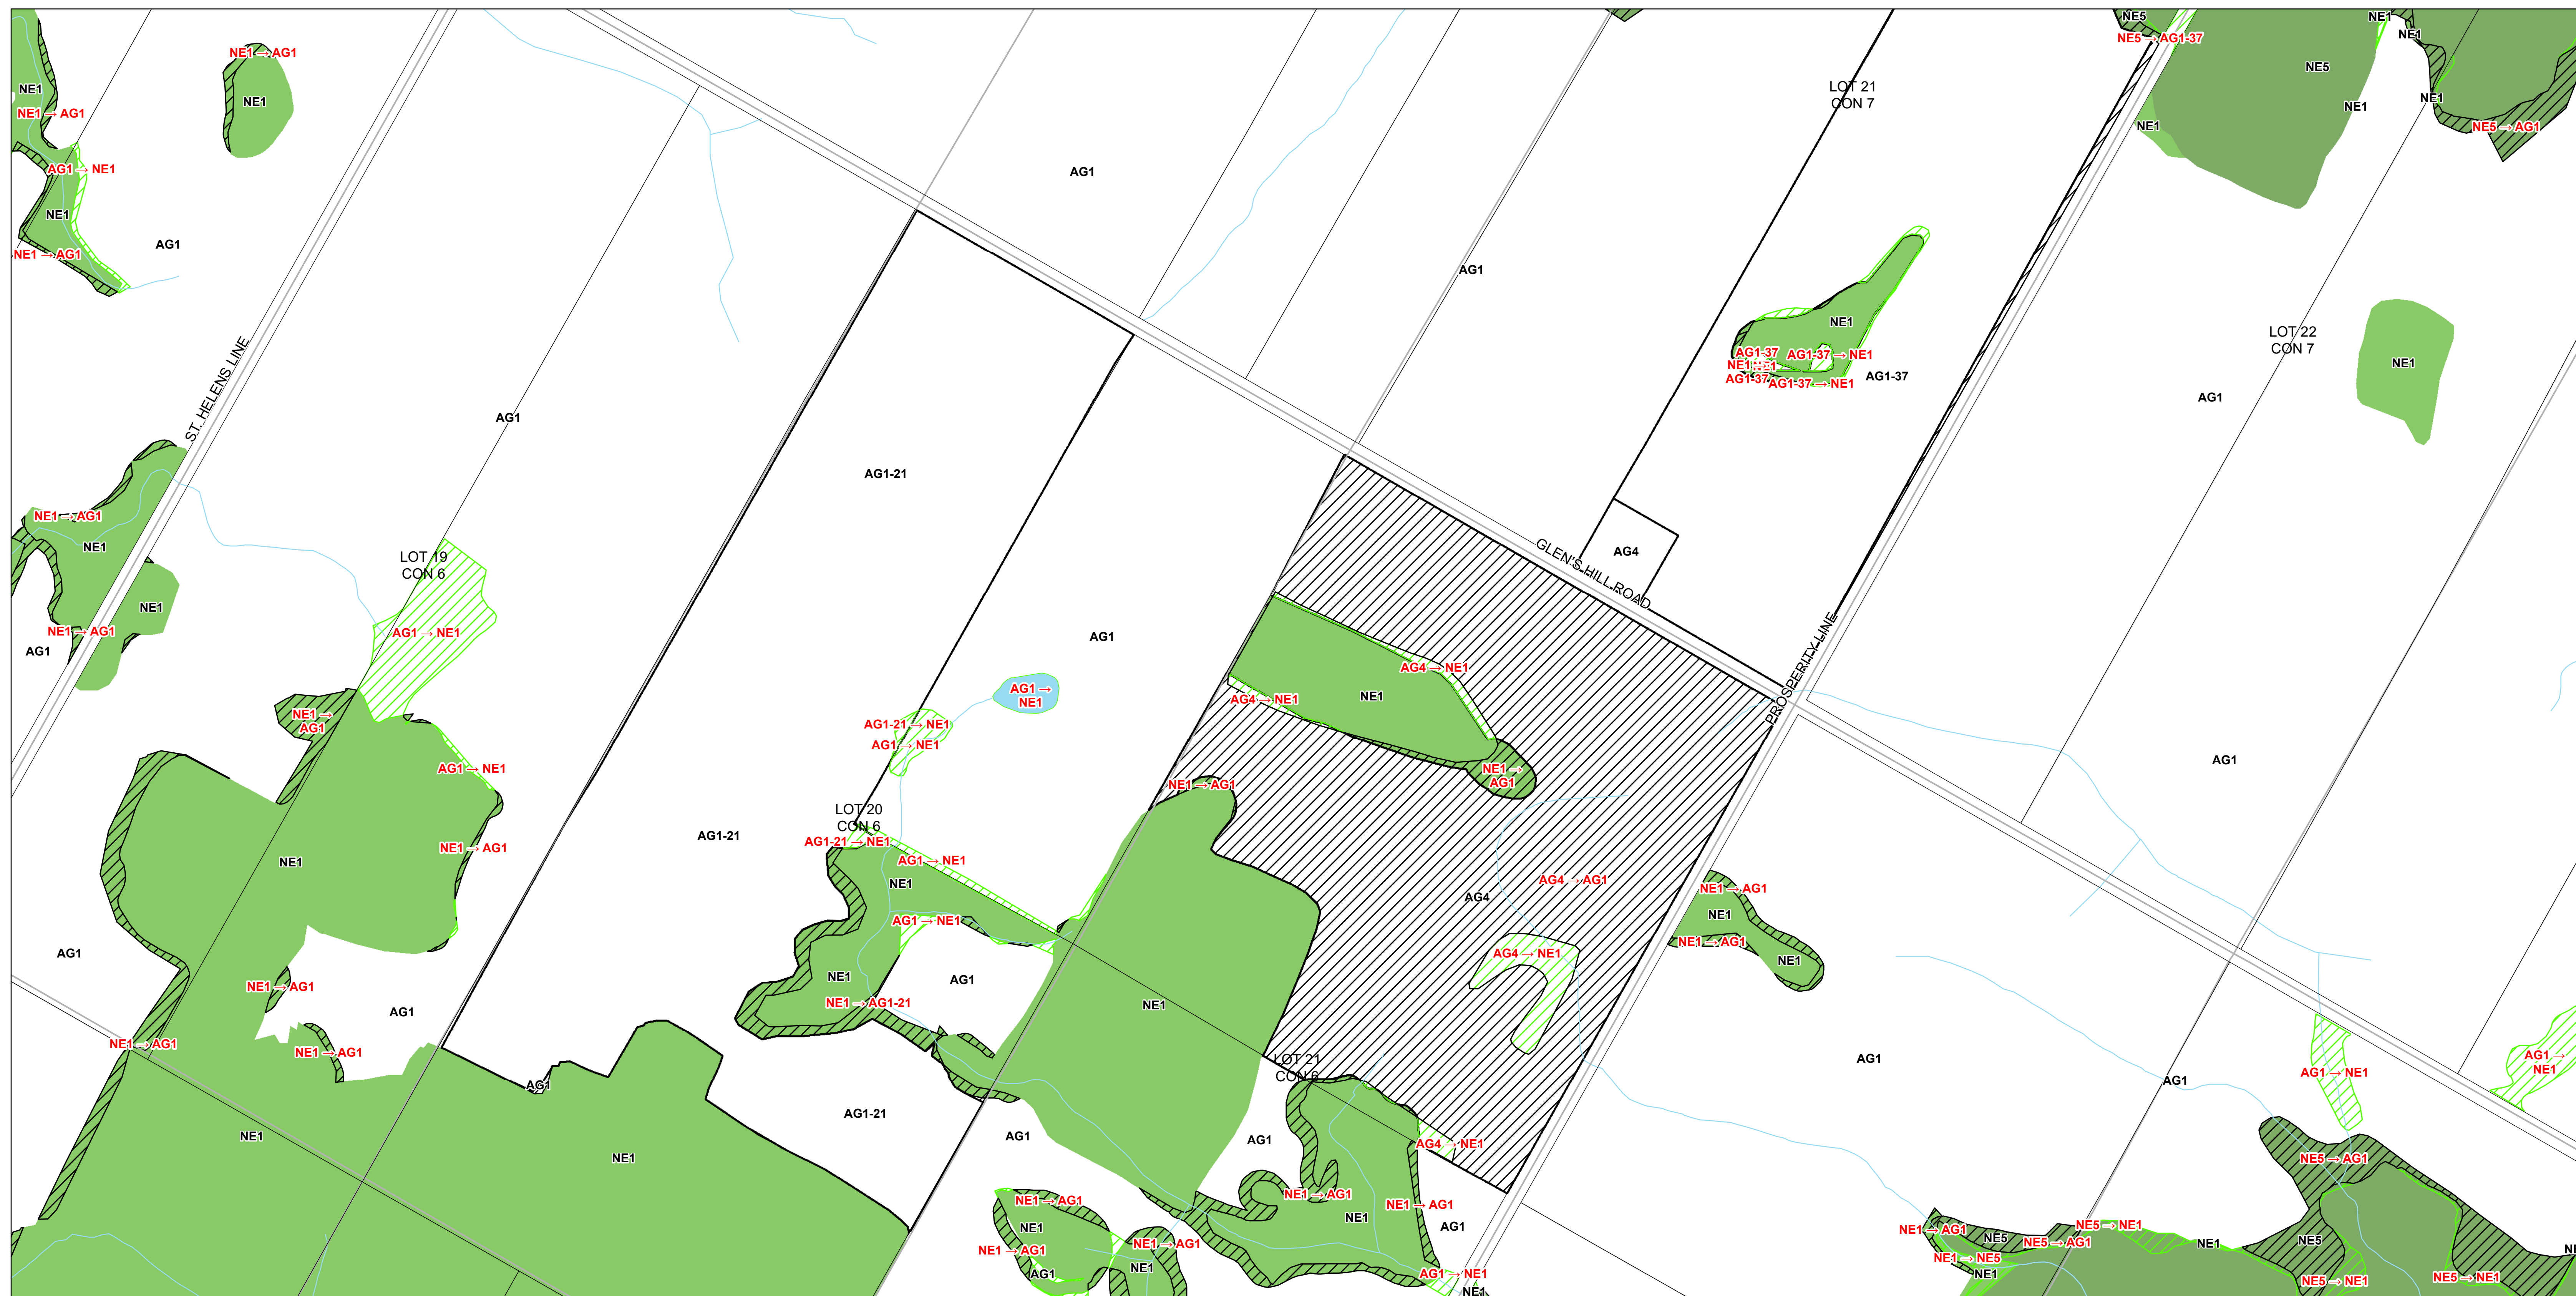 NE5
NE1
NE1
NE5 → AG1-37
NE1 → AG1
NE5
NE1
NE1
LOT 21
CON 7
NE1
NE1
NE1
NE1 → AG1
NE1
NE5 → AG1
AG1 → NE1
AG1
NE1
AG1
NE1 → AG1
AG1
NE1
LOT 22
CON 7
AG1-37
AG1-37 → NE1
NE1
NE1
NE1
AG1-37
AG1-37 → NE1
AG1-37
ST. HELENS LINE
AG1
AG1
AG1-21
NE1 → AG1
NE1
LOT 19
CON 6
AG4
GLEN'S HILL ROAD
NE1
NE1 → AG1
AG1 → NE1
AG1
AG1
PROSPERITY LINE
AG4 → NE1
NE1
AG4 → NE1
AG1 →
NE1
NE1 →
AG1
AG1-21 → NE1
AG1 → NE1
AG1 → NE1
NE1 →
AG1
NE1 → AG1
AG1
LOT 20
CON 6
AG1-21
AG1-21 → NE1
NE1 → AG1
AG1 → NE1
NE1
NE1
AG4 → AG1
NE1 → AG1
AG4
NE1
AG1 → NE1
NE1 → AG1
AG1
AG4 → NE1
NE1
NE1
AG1
NE1 → AG1
NE1 → AG1-21
NE1
AG1
NE1 → AG1
NE1 → AG1
LOT 21
CON 6
AG1
AG1 → NE1
AG1 →
NE1
AG1
AG1
AG1-21
NE1
AG1
AG1
AG4 → NE1
NE1
NE5 → AG1
NE1 → AG1
NE1 → AG1
NE1 → AG1
NE1
NE1
AG1
NE5 → NE1
NE1 → AG1
NE5
NE5 → AG1
NE1
NE5
NE1 → AG1
NE1 → AG1
NE1 → NE5
NE1
AG1
NE1
AG1 → NE1
NE1
NE5 → NE1
NE5 → NE1